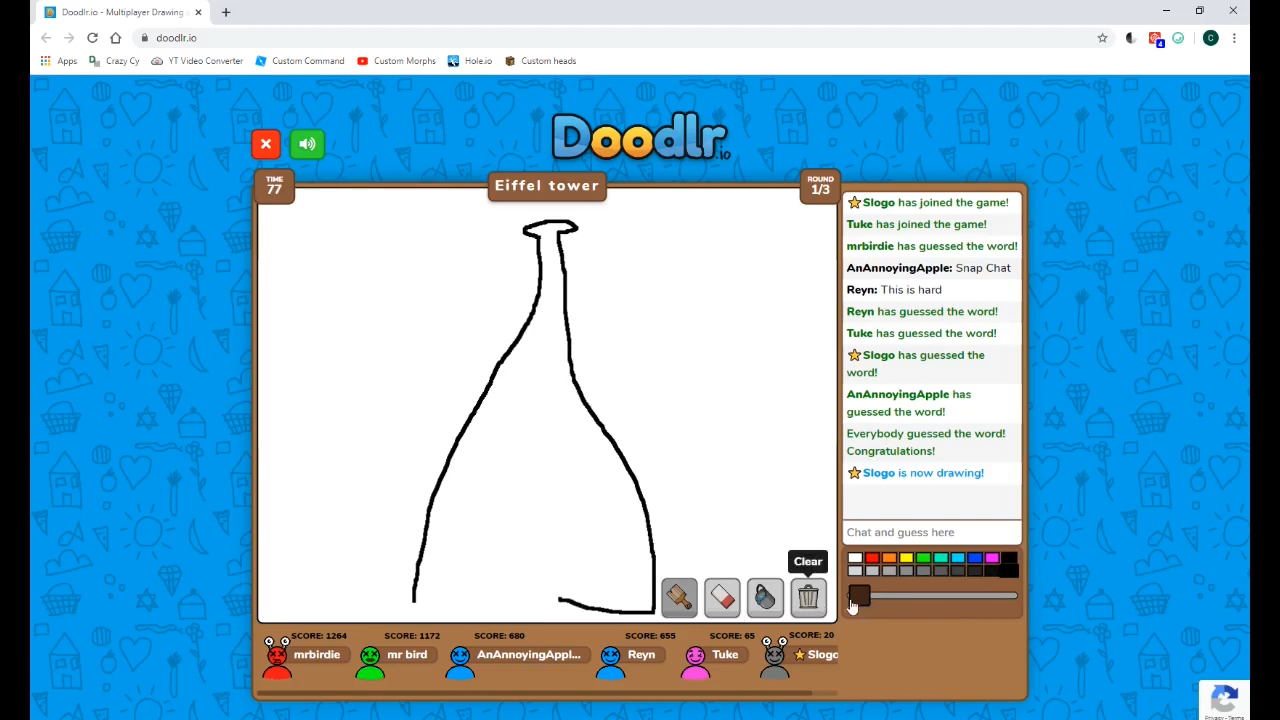 Doodlr.io - Multiplayer Drawing
doodlr.io
4
C
Apps
Crazy Cy
YT Video Converter
Custom Command
Custom Morphs
Hole.io
Custom heads
Doodlr.io
TIME
77
Eiffel tower
ROUND
1/3
Slogo has joined the game!
Tuke has joined the game!
mrbirdie has guessed the word!
AnAnnoyingApple: Snap Chat
Reyn: This is hard
Reyn has guessed the word!
Tuke has guessed the word!
Slogo has guessed the
word!
AnAnnoyingApple has
guessed the word!
Everybody guessed the word!
Congratulations!
Slogo is now drawing!
Chat and guess here
Clear
SCORE: 1264
mrbirdie
SCORE: 1172
mr bird
SCORE: 680
AnAnnoyingAppl...
SCORE: 655
Reyn
SCORE: 65
Tuke
SCORE: 20
Slogo
Privacy - Terms